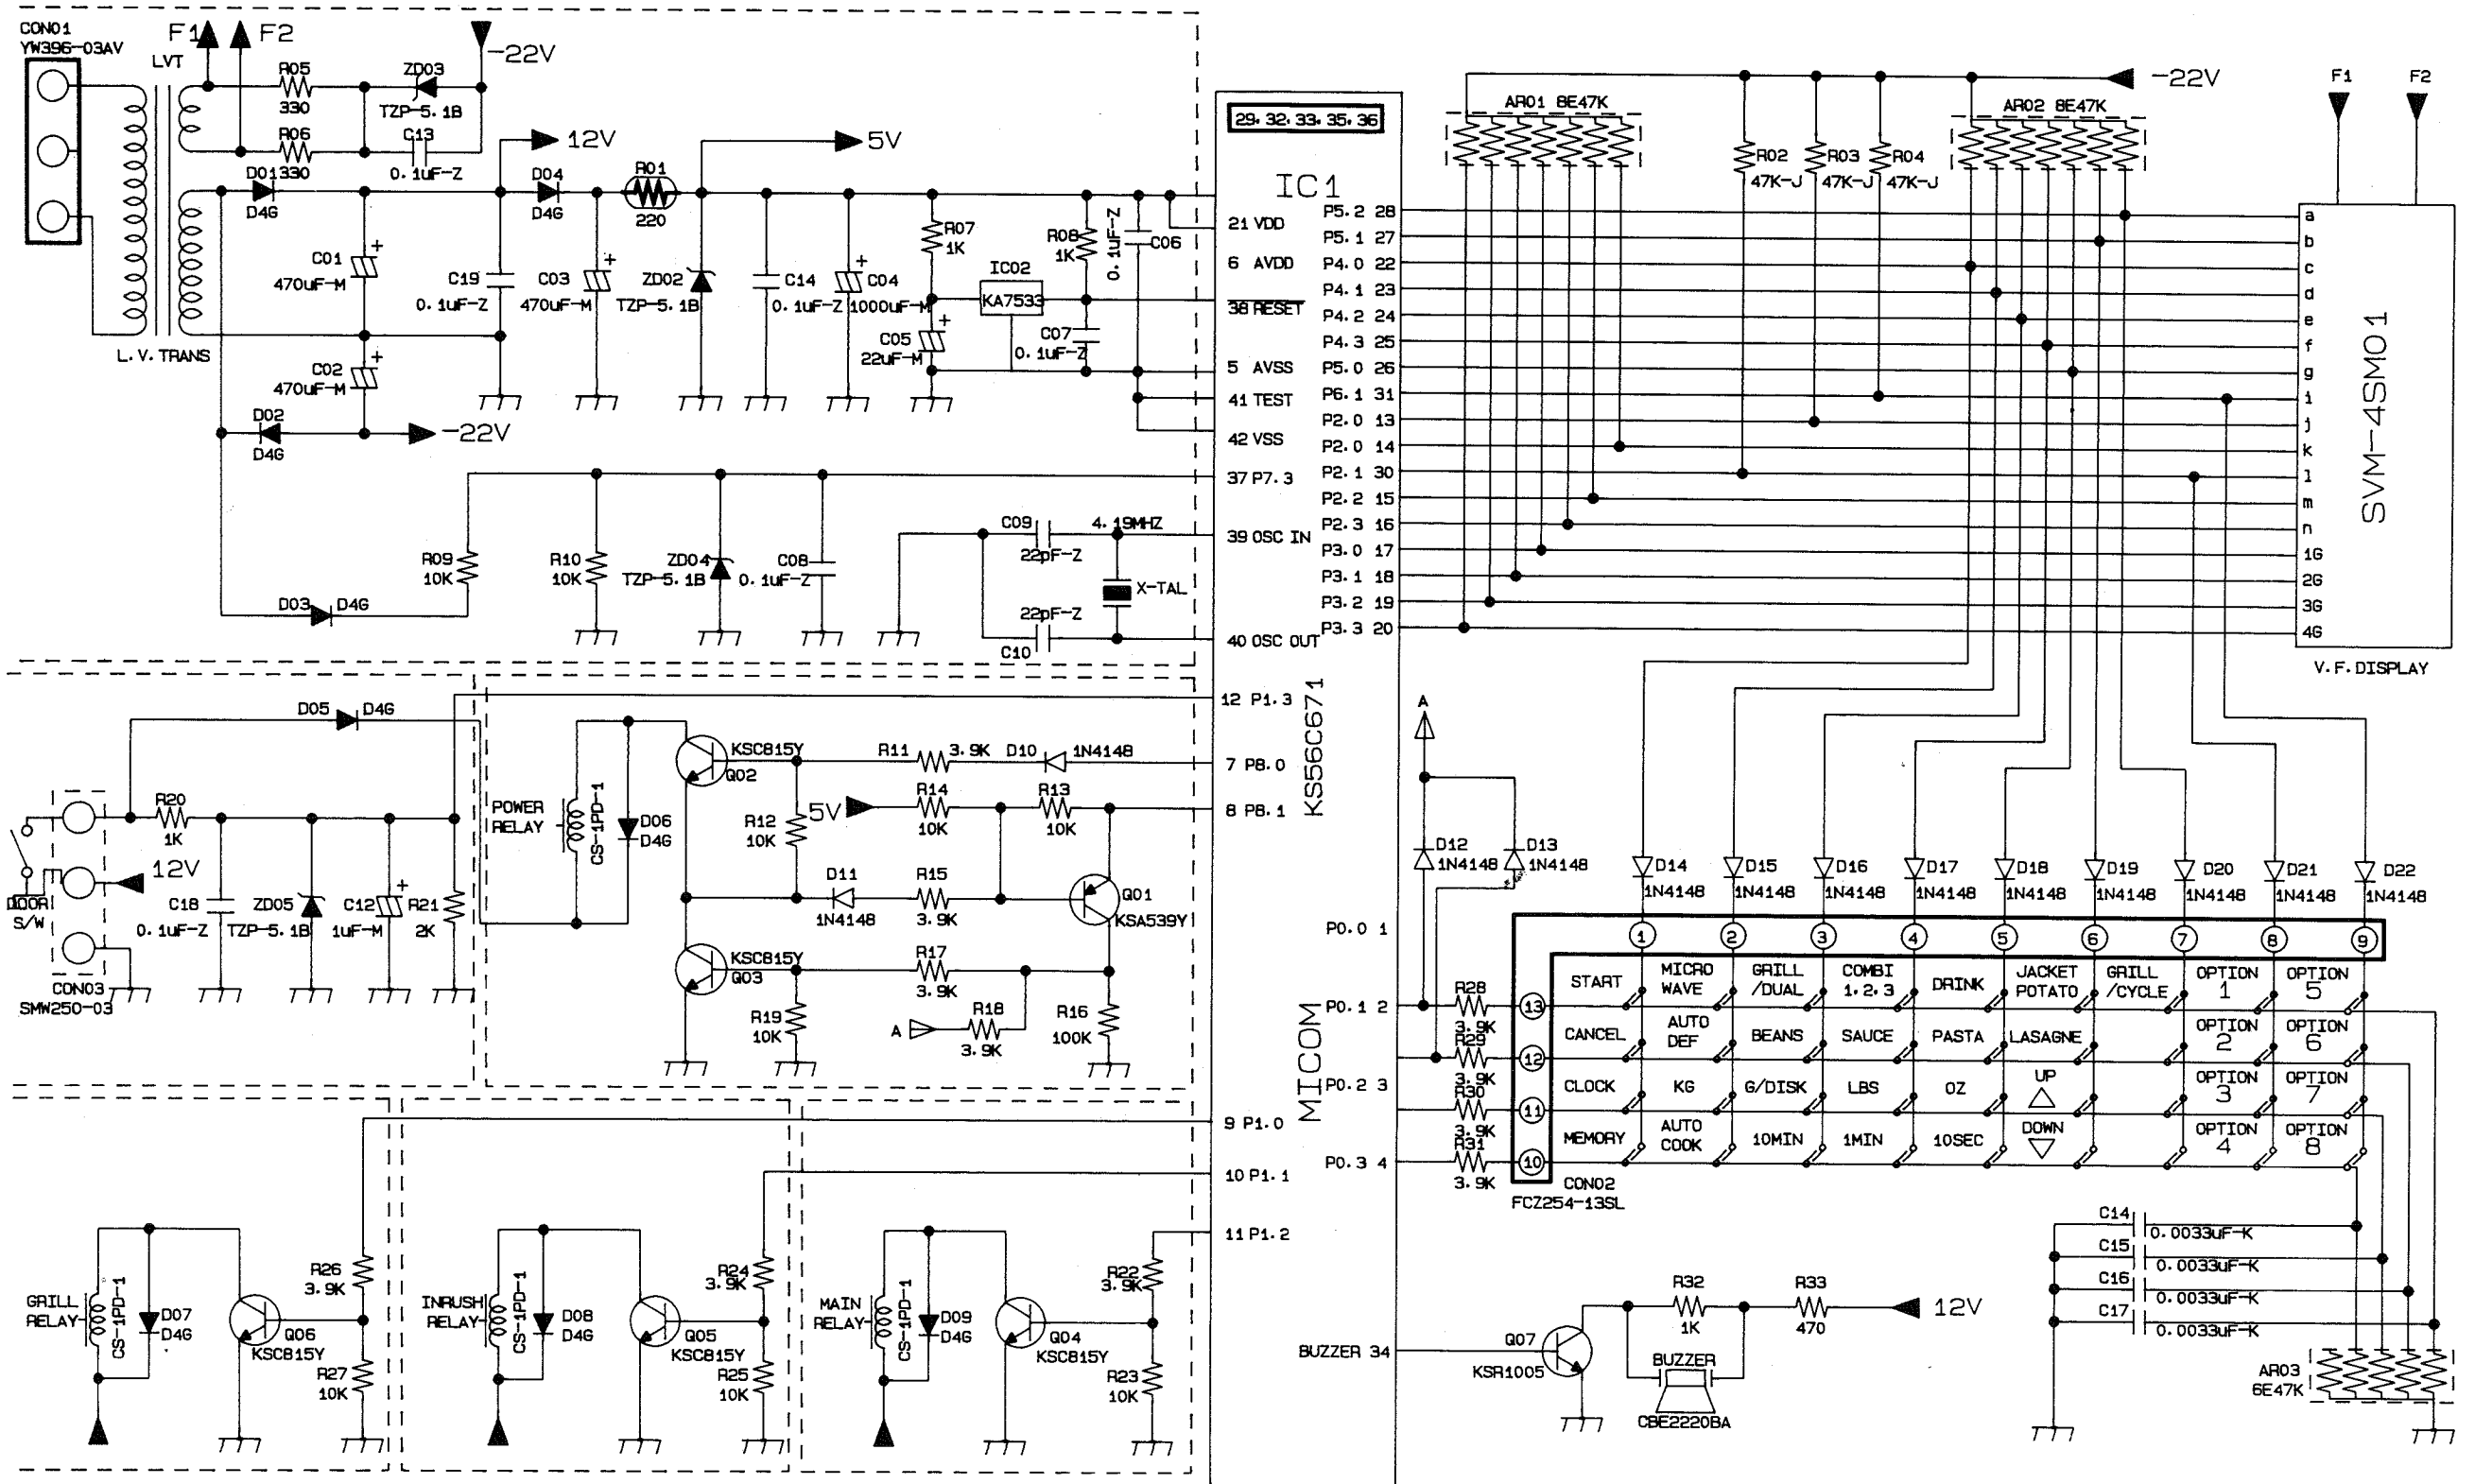 CON01
YW396-03AV
F1
F2
LVT
-22V
R05
330
ZD03
TZP-5.1B
R06
330
C13
0.1uF-Z
12V
5V
D01
D4G
D04
D4G
R01
220
C01
470uF-M
C19
0.1uF-Z
C03
470uF-M
ZD02
TZP-5.1B
C14
0.1uF-Z
C04
1000uF-M
R07
1K
R08
1K
0.1uF-Z
C06
IC02
KA7533
C05
22uF-M
C07
0.1uF-Z
L.V.TRANS
C02
470uF-M
D02
D4G
-22V
R09
10K
R10
10K
ZD04
TZP-5.1B
C08
0.1uF-Z
C09
22pF-Z
4.19MHZ
X-TAL
22pF-Z
C10
D03
D4G
29.32.33.35.36
IC1
21 VDD
6 AVDD
38 RESET
5 AVSS
41 TEST
42 VSS
37 P7.3
39 OSC IN
40 OSC OUT
12 P1.3
7 P8.0
8 P8.1
9 P1.0
10 P1.1
11 P1.2
P5.2 28
P5.1 27
P4.0 22
P4.1 23
P4.2 24
P4.3 25
P5.0 26
P6.1 31
P2.0 13
P2.0 14
P2.1 30
P2.2 15
P2.3 16
P3.0 17
P3.1 18
P3.2 19
P3.3 20
KS56C671
MICOM
P0.0 1
P0.1 2
P0.2 3
P0.3 4
BUZZER 34
AR01 8E47K
R02
47K-J
R03
47K-J
R04
47K-J
AR02 8E47K
-22V
F1
F2
a
b
c
d
e
f
g
i
j
k
l
m
n
1G
2G
3G
4G
SVM-4SM01
V.F.DISPLAY
D05
D4G
R20
1K
12V
DOOR
S/W
CON03
SMW250-03
C18
0.1uF-Z
ZD05
TZP-5.1B
C12
1uF-M
R21
2K
POWER
RELAY
CS-1PD-1
D06
D4G
KSC815Y
Q02
R11
3.9K
D10
1N4148
5V
R14
10K
R13
10K
R12
10K
D11
1N4148
R15
3.9K
Q01
KSA539Y
KSC815Y
Q03
R17
3.9K
R19
10K
A
R18
3.9K
R16
100K
GRILL
RELAY
CS-1PD-1
D07
D4G
Q06
KSC815Y
R26
3.9K
R27
10K
INRUSH
RELAY
CS-1PD-1
D08
D4G
Q05
KSC815Y
R24
3.9K
R25
10K
MAIN
RELAY
CS-1PD-1
D09
D4G
Q04
KSC815Y
R22
3.9K
R23
10K
A
D12
1N4148
D13
1N4148
D14
1N4148
D15
1N4148
D16
1N4148
D17
1N4148
D18
1N4148
D19
1N4148
D20
1N4148
D21
1N4148
D22
1N4148
1 2 3 4 5 6 7 8 9
R28
3.9K
R29
3.9K
R30
3.9K
R31
3.9K
13
12
11
10
START
MICRO
WAVE
GRILL
/DUAL
COMBI
1.2.3
DRINK
JACKET
POTATO
GRILL
/CYCLE
OPTION
1
OPTION
5
CANCEL
AUTO
DEF
BEANS
SAUCE
PASTA
LASAGNE
OPTION
2
OPTION
6
CLOCK
KG
G/DISK
LBS
OZ
UP
OPTION
3
OPTION
7
MEMORY
AUTO
COOK
10MIN
1MIN
10SEC
DOWN
OPTION
4
OPTION
8
CON02
FCZ254-13SL
C14
0.0033uF-K
C15
0.0033uF-K
C16
0.0033uF-K
C17
0.0033uF-K
AR03
6E47K
Q07
KSR1005
R32
1K
R33
470
12V
BUZZER
CBE2220BA